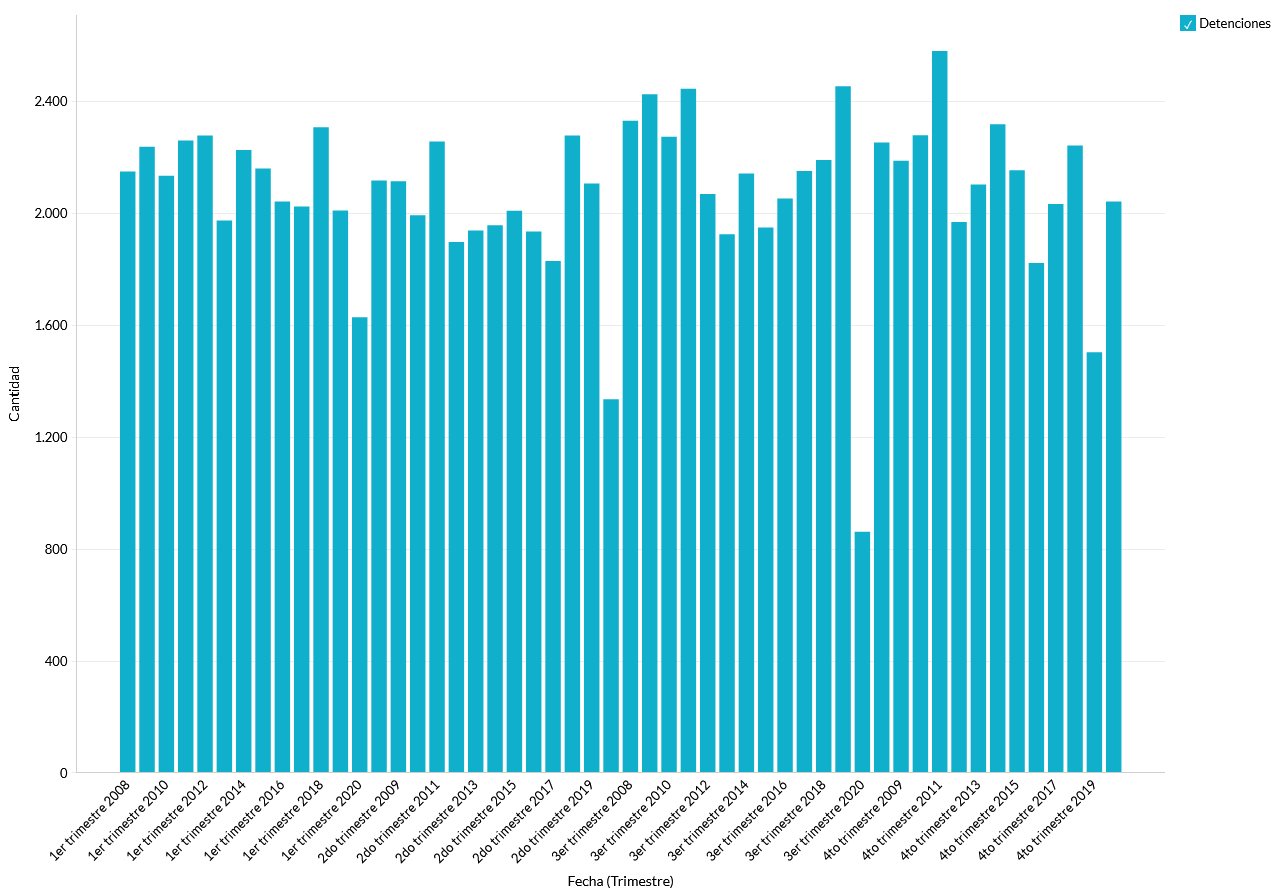 Detenciones
2.400
2.000
1.600
1.200
800
400
0
Cantidad
1er trimestre 2008
1er trimestre 2010
1er trimestre 2012
1er trimestre 2014
1er trimestre 2016
1er trimestre 2018
1er trimestre 2020
2do trimestre 2009
2do trimestre 2011
2do trimestre 2013
2do trimestre 2015
2do trimestre 2017
2do trimestre 2019
3er trimestre 2008
3er trimestre 2010
3er trimestre 2012
3er trimestre 2014
3er trimestre 2016
3er trimestre 2018
3er trimestre 2020
4to trimestre 2009
4to trimestre 2011
4to trimestre 2013
4to trimestre 2015
4to trimestre 2017
4to trimestre 2019
Fecha (Trimestre)